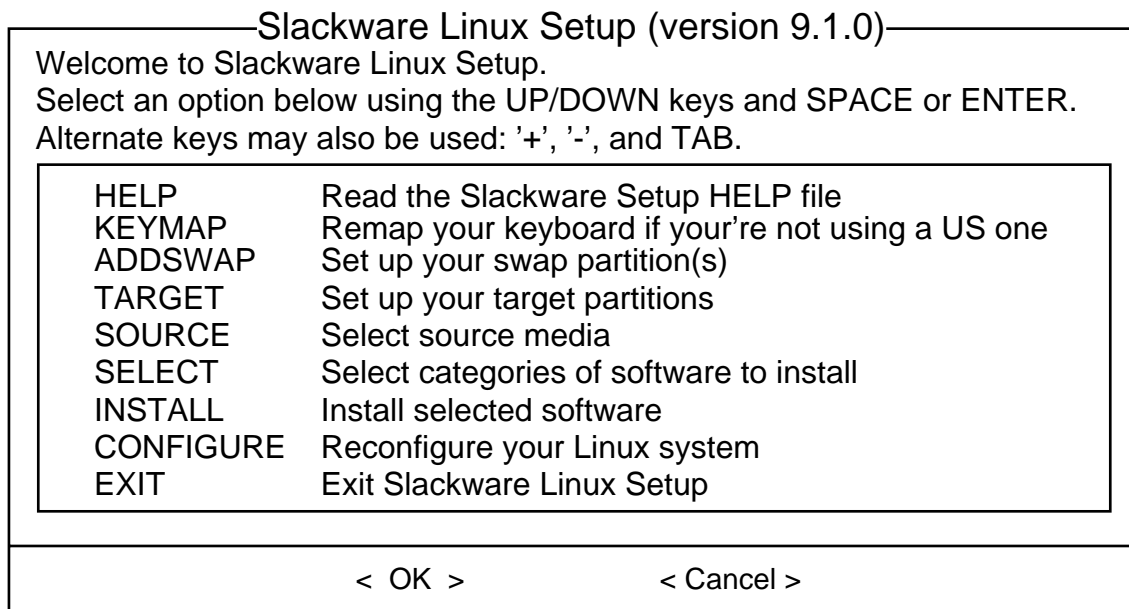 Slackware Linux Setup (version 9.1.0)
Welcome to Slackware Linux Setup.
Select an option below using the UP/DOWN keys and SPACE or ENTER.
Alternate keys may also be used: ’+’, ’-’, and TAB.
HELP Read the Slackware Setup HELP file
KEYMAP Remap your keyboard if your're not using a US one
ADDSWAP Set up your swap partition(s)
TARGET Set up your target partitions
SOURCE Select source media
SELECT Select categories of software to install
INSTALL Install selected software
CONFIGURE Reconfigure your Linux system
EXIT Exit Slackware Linux Setup
< OK > < Cancel >